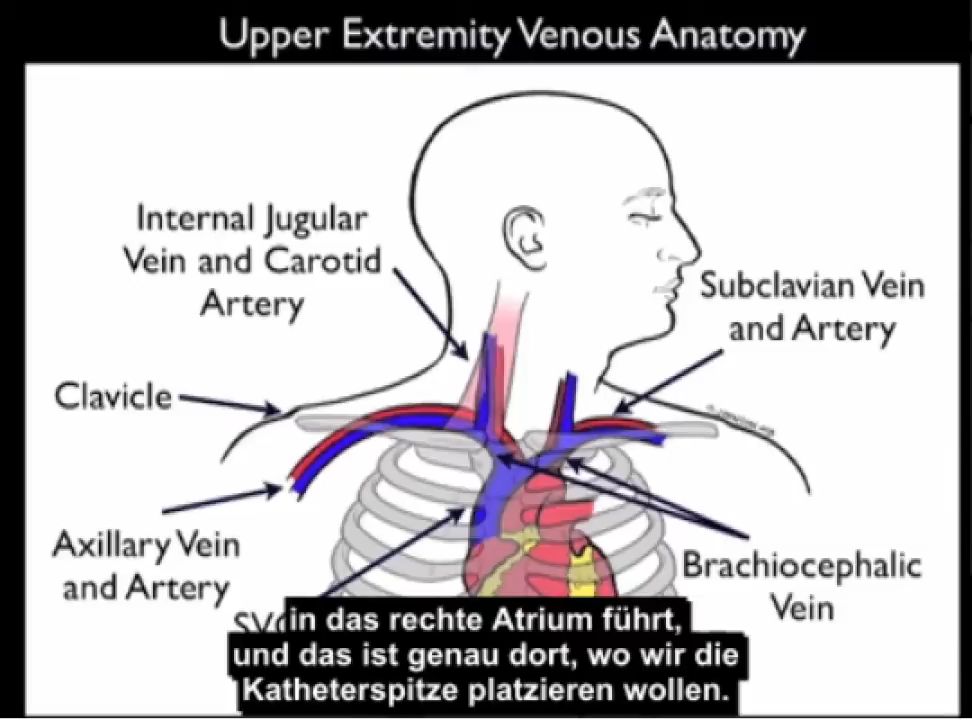 Upper Extremity Venous Anatomy
Internal Jugular
Vein and Carotid
Artery
Subclavian Vein
and Artery
Clavicle
Axillary Vein
and Artery
Brachiocephalic
Vein
in das rechte Atrium führt,
und das ist genau dort, wo wir die
Katheterspitze platzieren wollen.